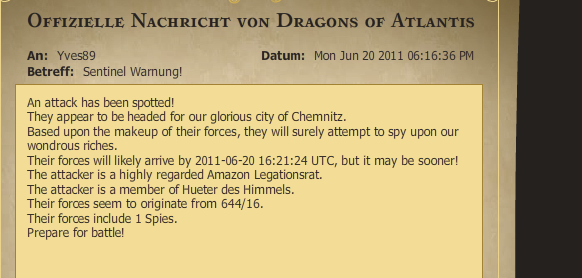 Offizielle Nachricht von Dragons of Atlantis
An: Yves89 Datum: Mon Jun 20 2011 06:16:36 PM
Betreff: Sentinel Warnung!
An attack has been spotted!
They appear to be headed for our glorious city of Chemnitz.
Based upon the makeup of their forces, they will surely attempt to spy upon our
wondrous riches.
Their forces will likely arrive by 2011-06-20 16:21:24 UTC, but it may be sooner!
The attacker is a highly regarded Amazon Legationsrat.
The attacker is a member of Hueter des Himmels.
Their forces seem to originate from 644/16.
Their forces include 1 Spies.
Prepare for battle!